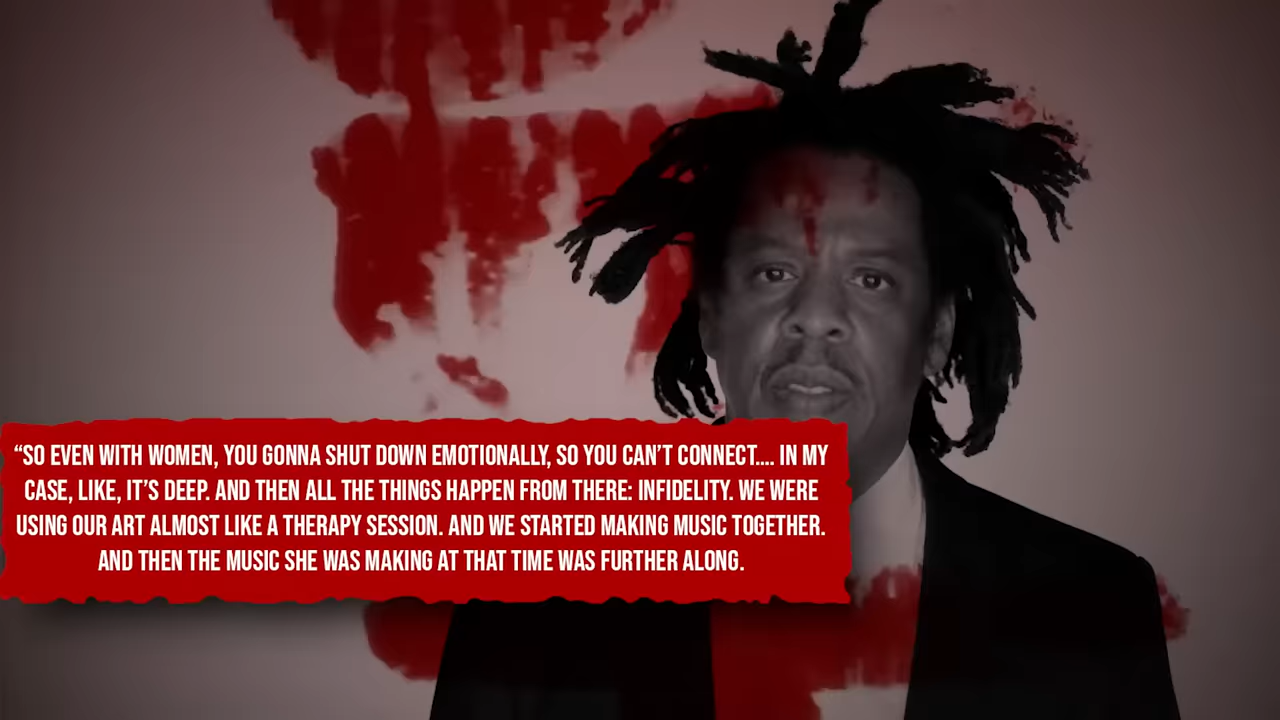 “SO EVEN WITH WOMEN, YOU GONNA SHUT DOWN EMOTIONALLY, SO YOU CAN’T CONNECT.... IN MY
CASE, LIKE, IT’S DEEP. AND THEN ALL THE THINGS HAPPEN FROM THERE: INFIDELITY. WE WERE
USING OUR ART ALMOST LIKE A THERAPY SESSION. AND WE STARTED MAKING MUSIC TOGETHER.
AND THEN THE MUSIC SHE WAS MAKING AT THAT TIME WAS FURTHER ALONG.